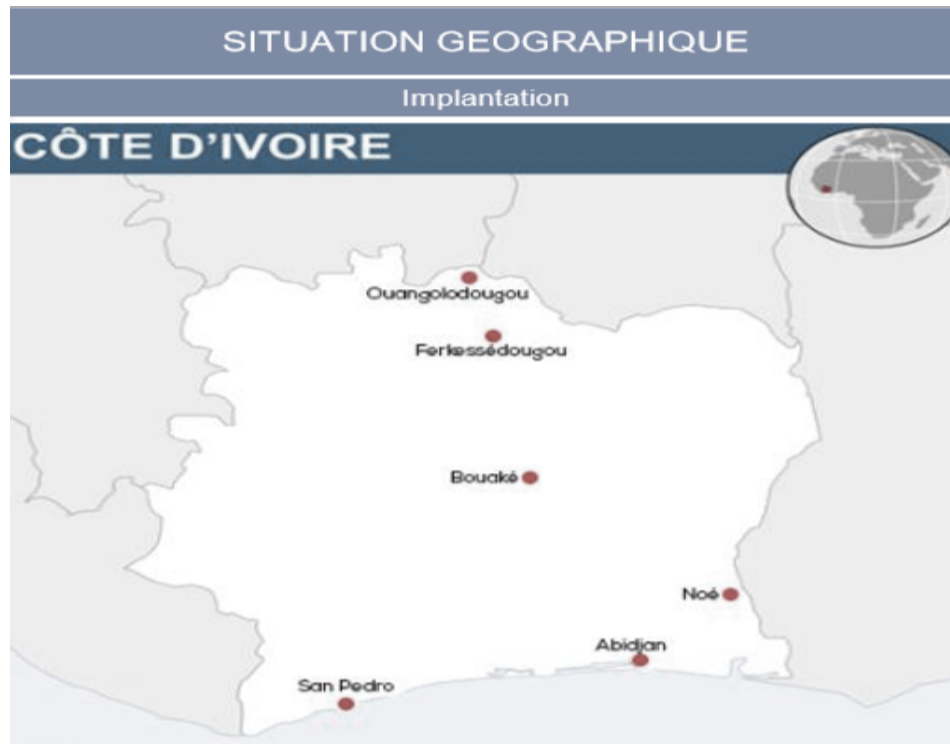 SITUATION GEOGRAPHIQUE
Implantation
CÔTE D'IVOIRE
Ouangolodougou
Ferkessédougou
Bouaké
Noé
Abidjan
San Pedro